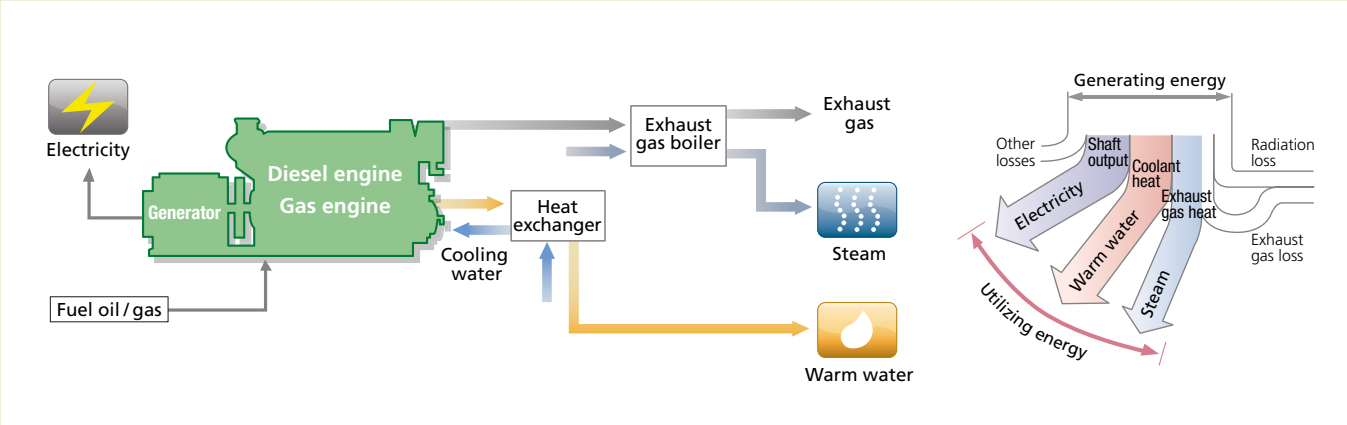 Electricity
Generator
Diesel engine
Gas engine
Fuel oil / gas
Cooling
water
Heat
exchanger
Exhaust
gas boiler
Exhaust
gas
Steam
Warm water
Generating energy
Other
losses
Shaft
output
Coolant
heat
Exhaust
gas heat
Radiation
loss
Exhaust
gas loss
Electricity
Warm water
Steam
Utilizing energy